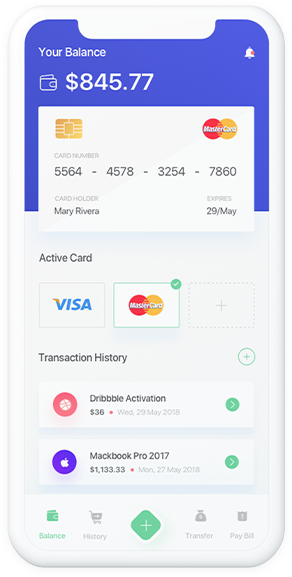 Your Balance
$845.77
MasterCard
CARD NUMBER
5564 - 4578 - 3254 - 7860
CARD HOLDER EXPIRES
Mary Rivera 29/May
Active Card
VISA MasterCard
Transaction History
Dribbble Activation
$36 • Wed, 29 May 2018
Mackbook Pro 2017
$1,133.33 • Mon, 27 May 2018
Balance History Transfer Pay Bill